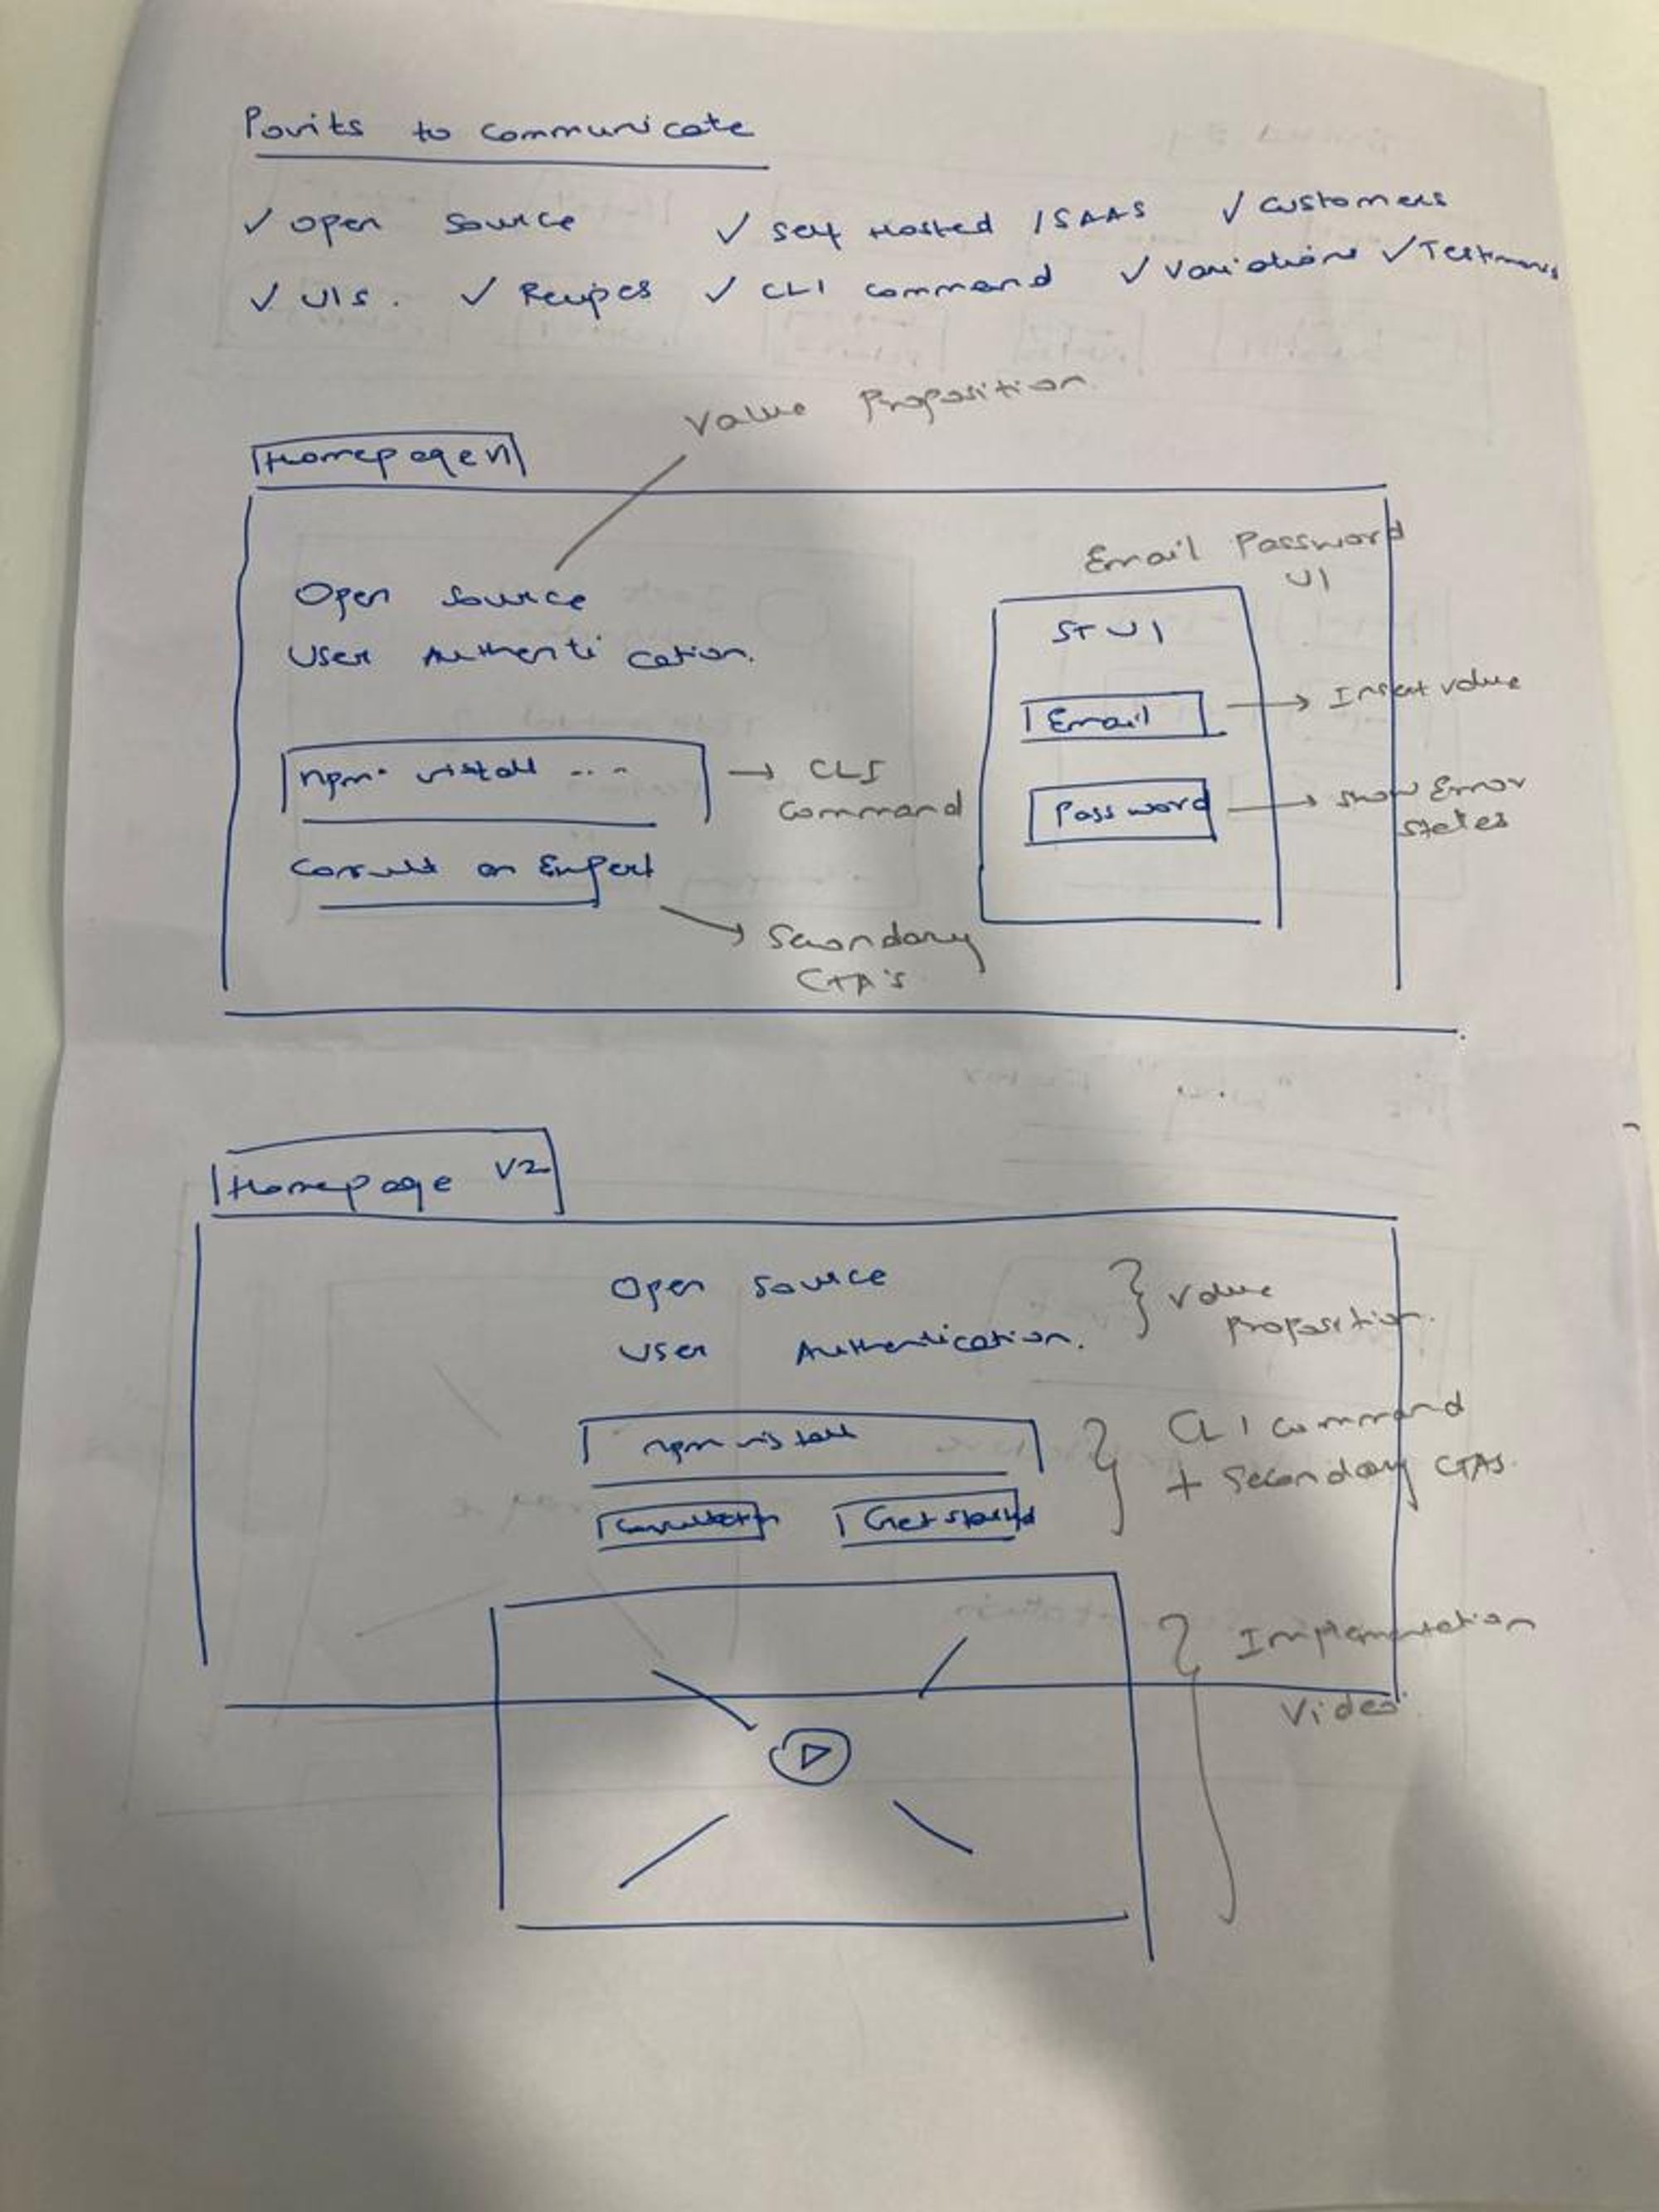 Points to communicate
✓ Open Source ✓ Self Hosted / SAAS ✓ Customers
✓ UIs. ✓ Recipes ✓ CLI command ✓ Variations ✓ Testimonis
Value Proposition
Homepage V1
Open Source
User Authentication.
npm install ...
→ CLI
Command
Consult an Expert
→ Secondary
CTA's
Email Password
UI
ST UI
Email → Insert value
Password → Show Error
states
Homepage V2
Open Source
User Authentication.
} Value
proposition.
npm install
Consultation Get started
} CLI command
+ Secondary CTAs
} Implementation
Video